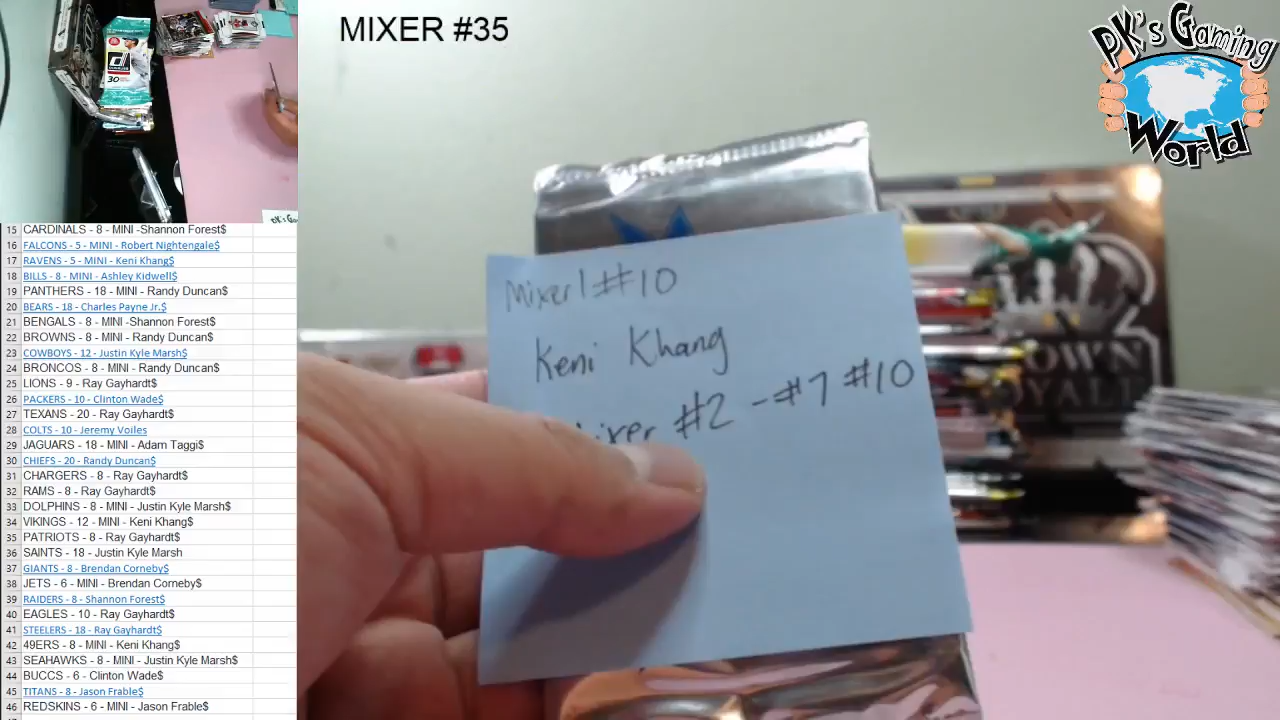 MIXER #35
PK's Gaming World
30
15 CARDINALS - 8 - MINI -Shannon Forest$
16 FALCONS - 5 - MINI - Robert Nightengale$
17 RAVENS - 5 - MINI - Keni Khang$
18 BILLS - 8 - MINI - Ashley Kidwell$
19 PANTHERS - 18 - MINI - Randy Duncan$
20 BEARS - 18 - Charles Payne Jr.$
21 BENGALS - 8 - MINI -Shannon Forest$
22 BROWNS - 8 - MINI - Randy Duncan$
23 COWBOYS - 12 - Justin Kyle Marsh$
24 BRONCOS - 8 - MINI - Randy Duncan$
25 LIONS - 9 - Ray Gayhardt$
26 PACKERS - 10 - Clinton Wade$
27 TEXANS - 20 - Ray Gayhardt$
28 COLTS - 10 - Jeremy Voiles
29 JAGUARS - 18 - MINI - Adam Taggi$
30 CHIEFS - 20 - Randy Duncan$
31 CHARGERS - 8 - Ray Gayhardt$
32 RAMS - 8 - Ray Gayhardt$
33 DOLPHINS - 8 - MINI - Justin Kyle Marsh$
34 VIKINGS - 12 - MINI - Keni Khang$
35 PATRIOTS - 8 - Ray Gayhardt$
36 SAINTS - 18 - Justin Kyle Marsh
37 GIANTS - 8 - Brendan Corneby$
38 JETS - 6 - MINI - Brendan Corneby$
39 RAIDERS - 8 - Shannon Forest$
40 EAGLES - 10 - Ray Gayhardt$
41 STEELERS - 18 - Ray Gayhardt$
42 49ERS - 8 - MINI - Keni Khang$
43 SEAHAWKS - 8 - MINI - Justin Kyle Marsh$
44 BUCCS - 6 - Clinton Wade$
45 TITANS - 8 - Jason Frable$
46 REDSKINS - 6 - MINI - Jason Frable$
Mixer 1 #10
Keni Khang
Mixer #2 - #7 #10
CROWN
ROYALE